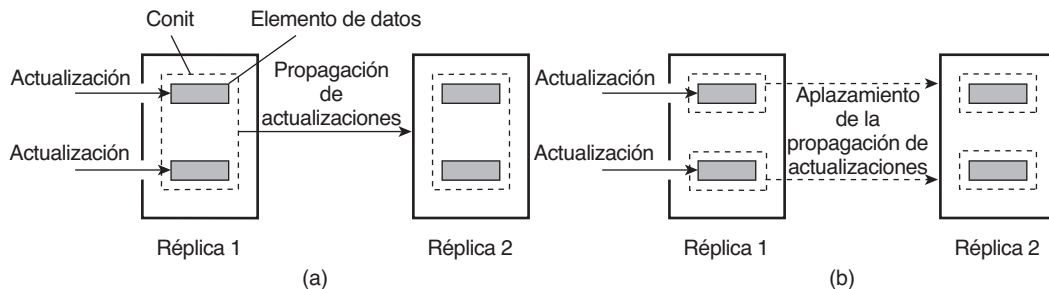 Conit
Elemento de datos
Actualización
Propagación
de
actualizaciones
Actualización
Réplica 1
Réplica 2
(a)
Actualización
Aplazamiento
de la
propagación de
actualizaciones
Actualización
Réplica 1
Réplica 2
(b)